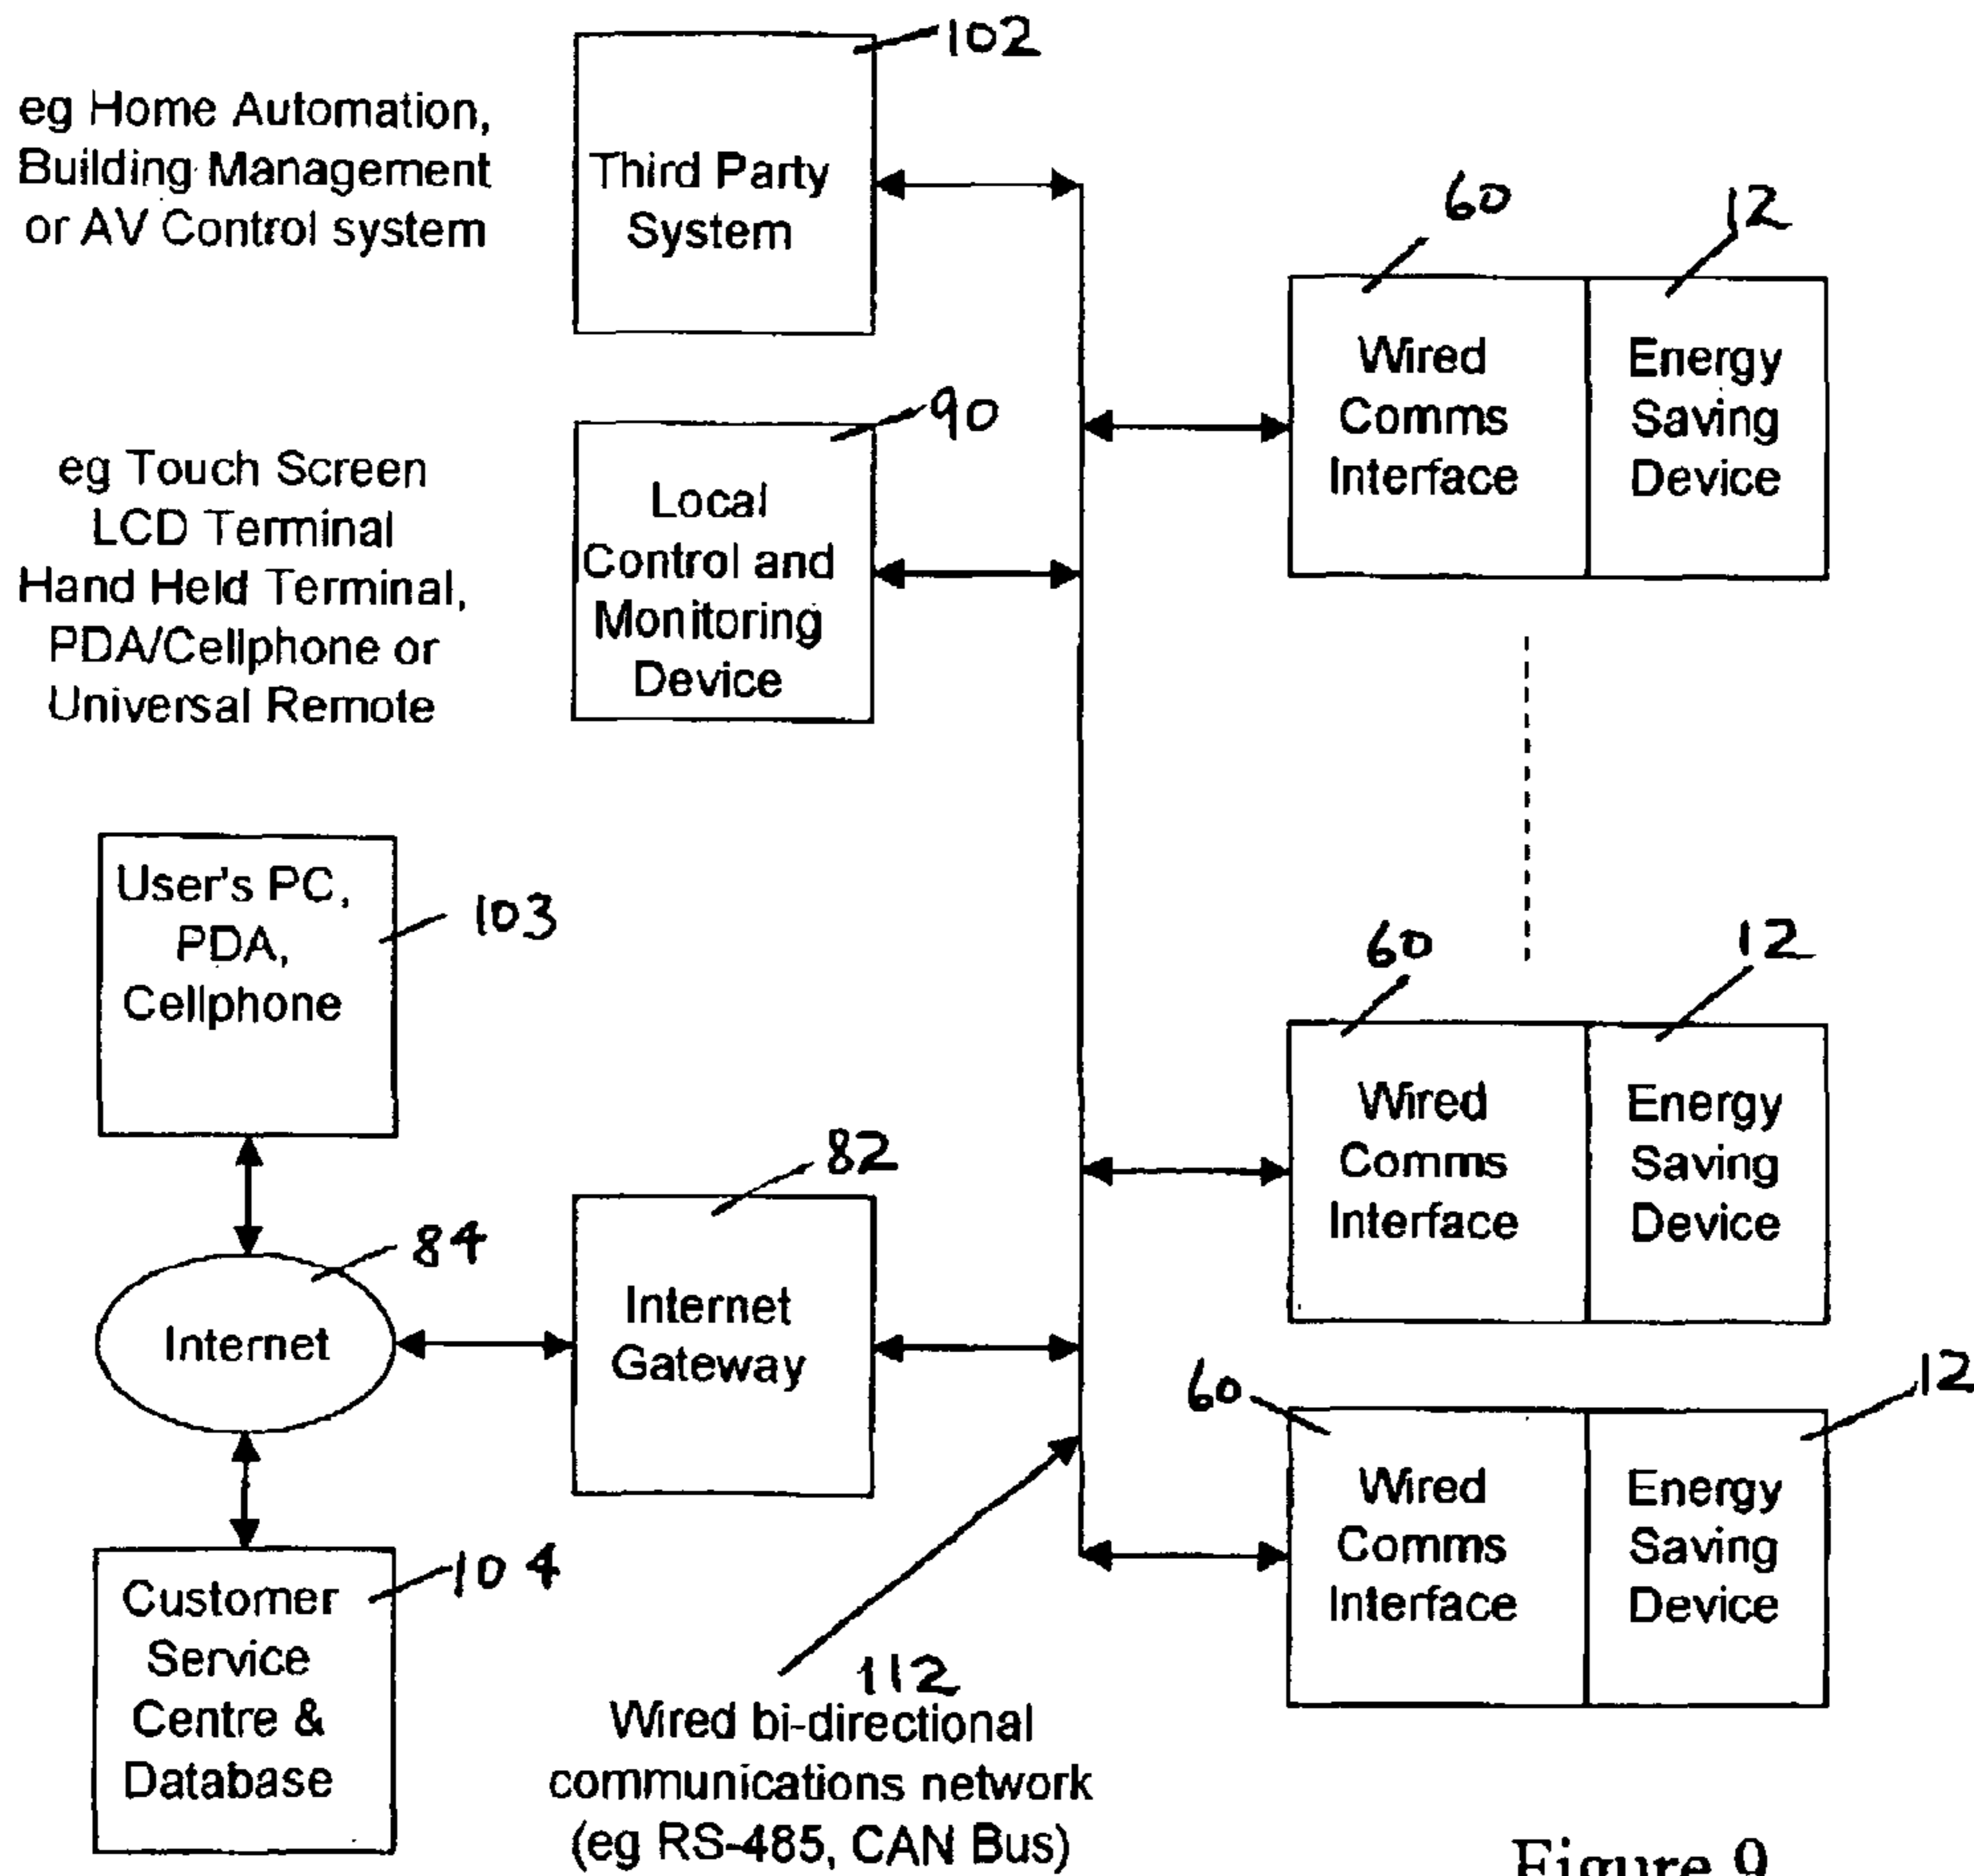 102
eg Home Automation,
Building Management
or AV Control system
Third Party
System
60
12
Wired
Comms
Interface
Energy
Saving
Device
90
eg Touch Screen
LCD Terminal
Hand Held Terminal,
PDA/Cellphone or
Universal Remote
Local
Control and
Monitoring
Device
User's PC,
PDA,
Cellphone
103
60
12
Wired
Comms
Interface
Energy
Saving
Device
82
84
Internet
Internet
Gateway
60
12
Wired
Comms
Interface
Energy
Saving
Device
104
Customer
Service
Centre &
Database
112
Wired bi-directional
communications network
(eg RS-485, CAN Bus)
Figure 9